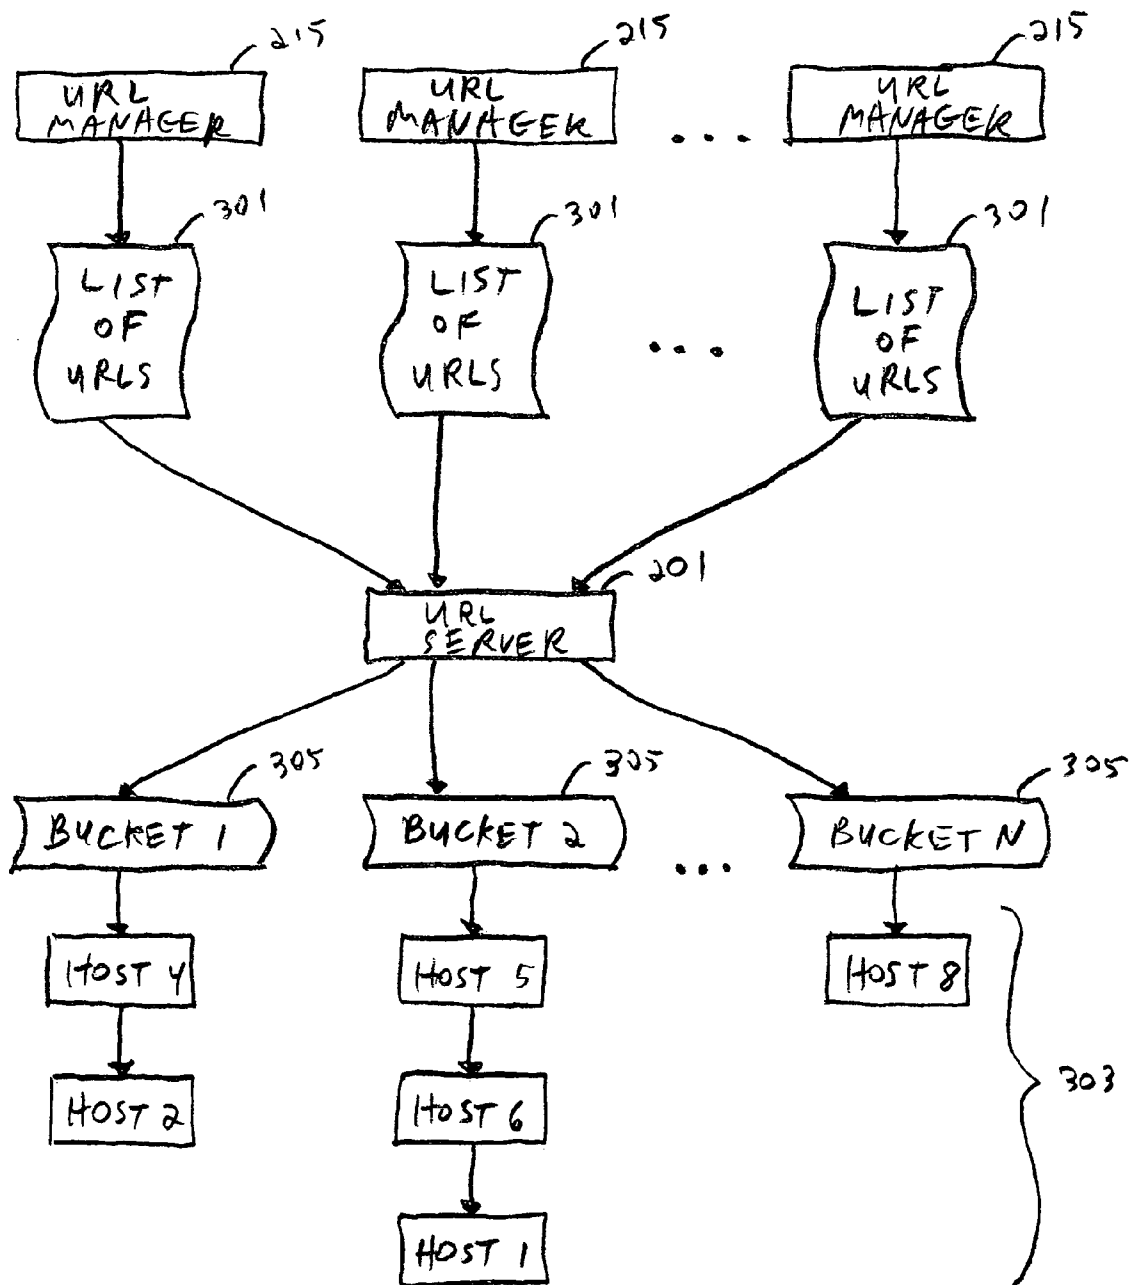 215
215
215
URL
MANAGER
URL
MANAGER
URL
MANAGER
...
301
301
301
LIST
OF
URLS
LIST
OF
URLS
...
LIST
OF
URLS
201
URL
SERVER
305
305
305
BUCKET 1
BUCKET 2
...
BUCKET N
HOST 4
HOST 5
HOST 8
HOST 2
HOST 6
303
HOST 1